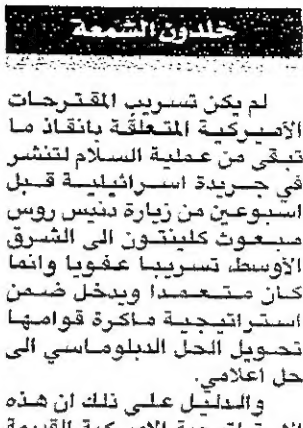 خلدون الشمعة
لم يكن تسريب المقترحات
الأميركية المتعلقة بانقاذ ما
تبقى من عملية السلام لتنشر
في جريدة اسرائيلية قبل
اسبوعين من زيارة دنيس روس
مبعوث كلينتون الى الشرق
الأوسط، تسريبا عفويا وانما
كان متعمدا ويدخل ضمن
استراتيجية ماكرة قوامها
تحويل الحل الدبلوماسي الى
حل اعلامي.
والدليل على ذلك ان هذه
الاميركية القديمة